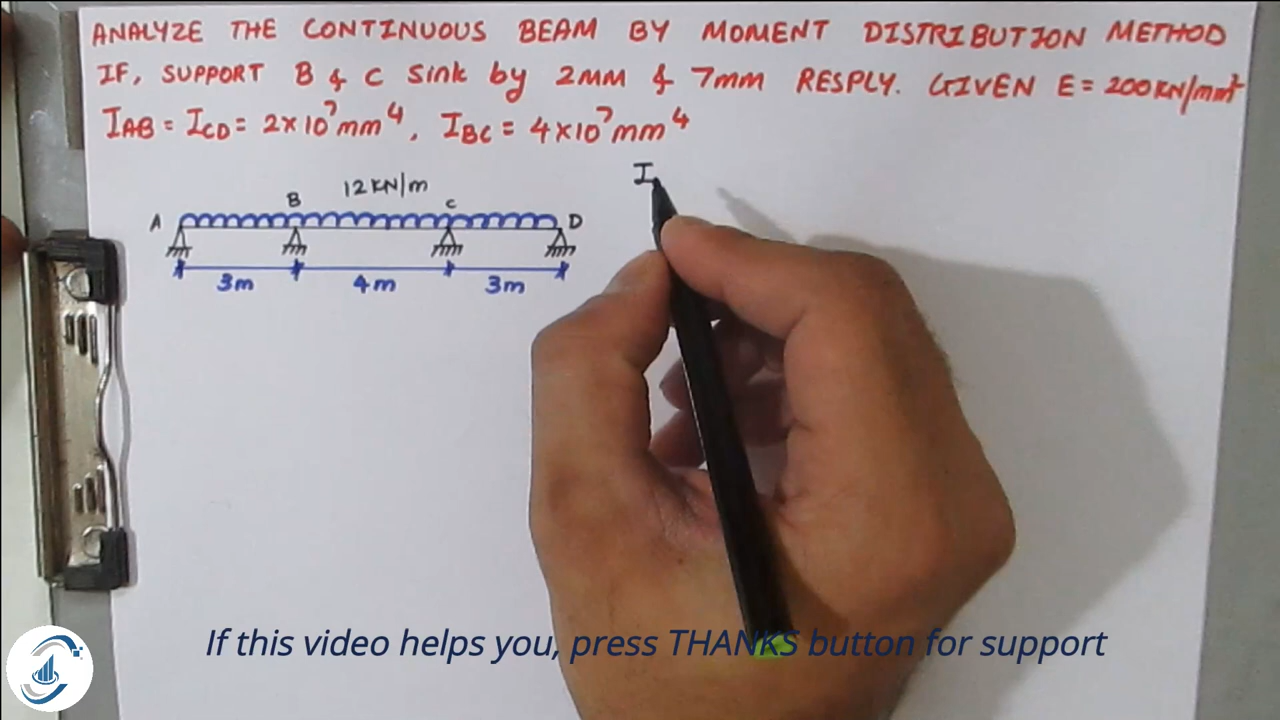 ANALYZE THE CONTINUOUS BEAM BY MOMENT DISTRIBUTION METHOD
IF, SUPPORT B & C Sink by 2MM & 7mm RESPLY. GIVEN E = 200KN/mm²
IAB = ICD = 2×10⁷mm⁴, IBC = 4×10⁷mm⁴
I
12KN/m
A B C D
3m 4m 3m
If this video helps you, press THANKS button for support